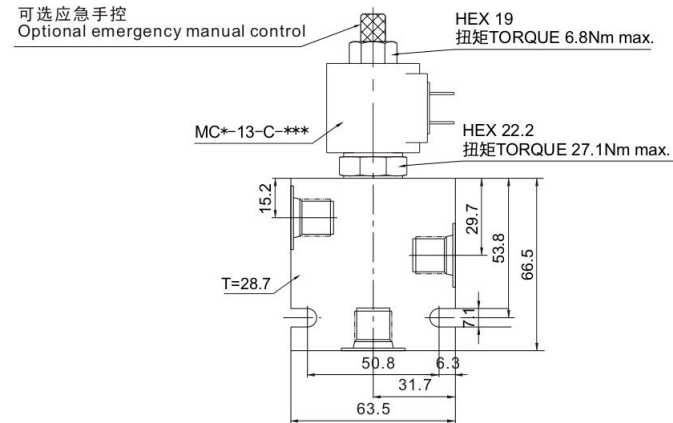 可选应急手控
Optional emergency manual control
HEX 19
扭矩TORQUE 6.8Nm max.
MC*-13-C-***
HEX 22.2
扭矩TORQUE 27.1Nm max.
15.2
29.7
53.8
66.5
T=28.7
7.1
50.8
6.3
31.7
63.5